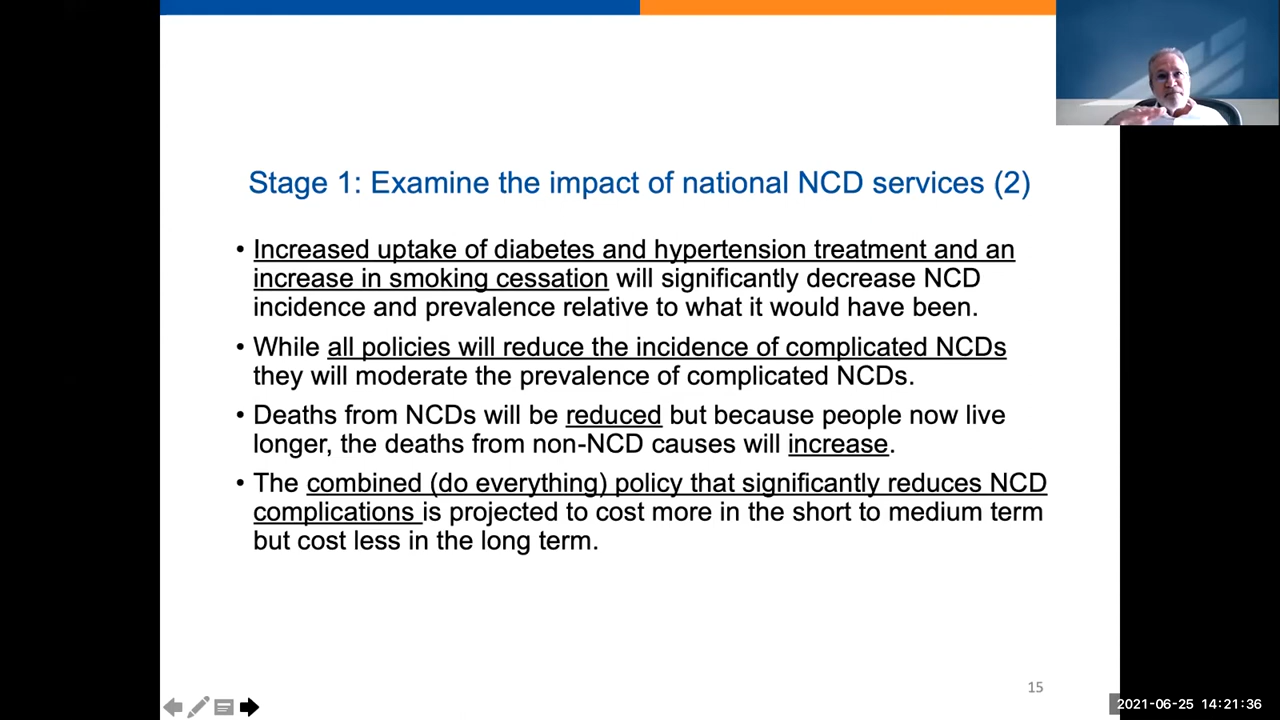 Stage 1: Examine the impact of national NCD services (2)
• Increased uptake of diabetes and hypertension treatment and an
increase in smoking cessation will significantly decrease NCD
incidence and prevalence relative to what it would have been.
• While all policies will reduce the incidence of complicated NCDs
they will moderate the prevalence of complicated NCDs.
• Deaths from NCDs will be reduced but because people now live
longer, the deaths from non-NCD causes will increase.
• The combined (do everything) policy that significantly reduces NCD
complications is projected to cost more in the short to medium term
but cost less in the long term.
15
2021-06-25 14:21:36